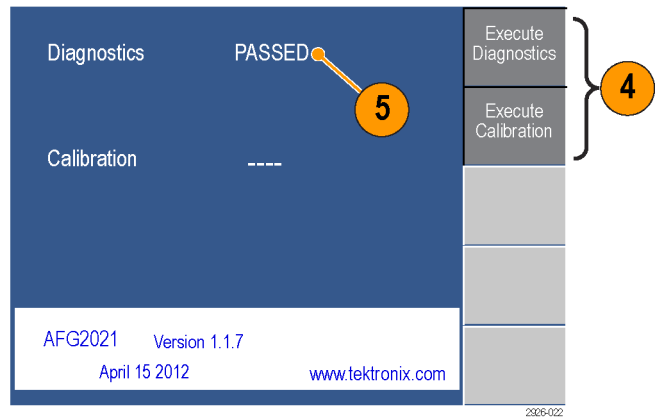 Diagnostics PASSED
5
Calibration ----
Execute
Diagnostics
Execute
Calibration
4
AFG2021 Version 1.1.7
April 15 2012 www.tektronix.com
2926-022